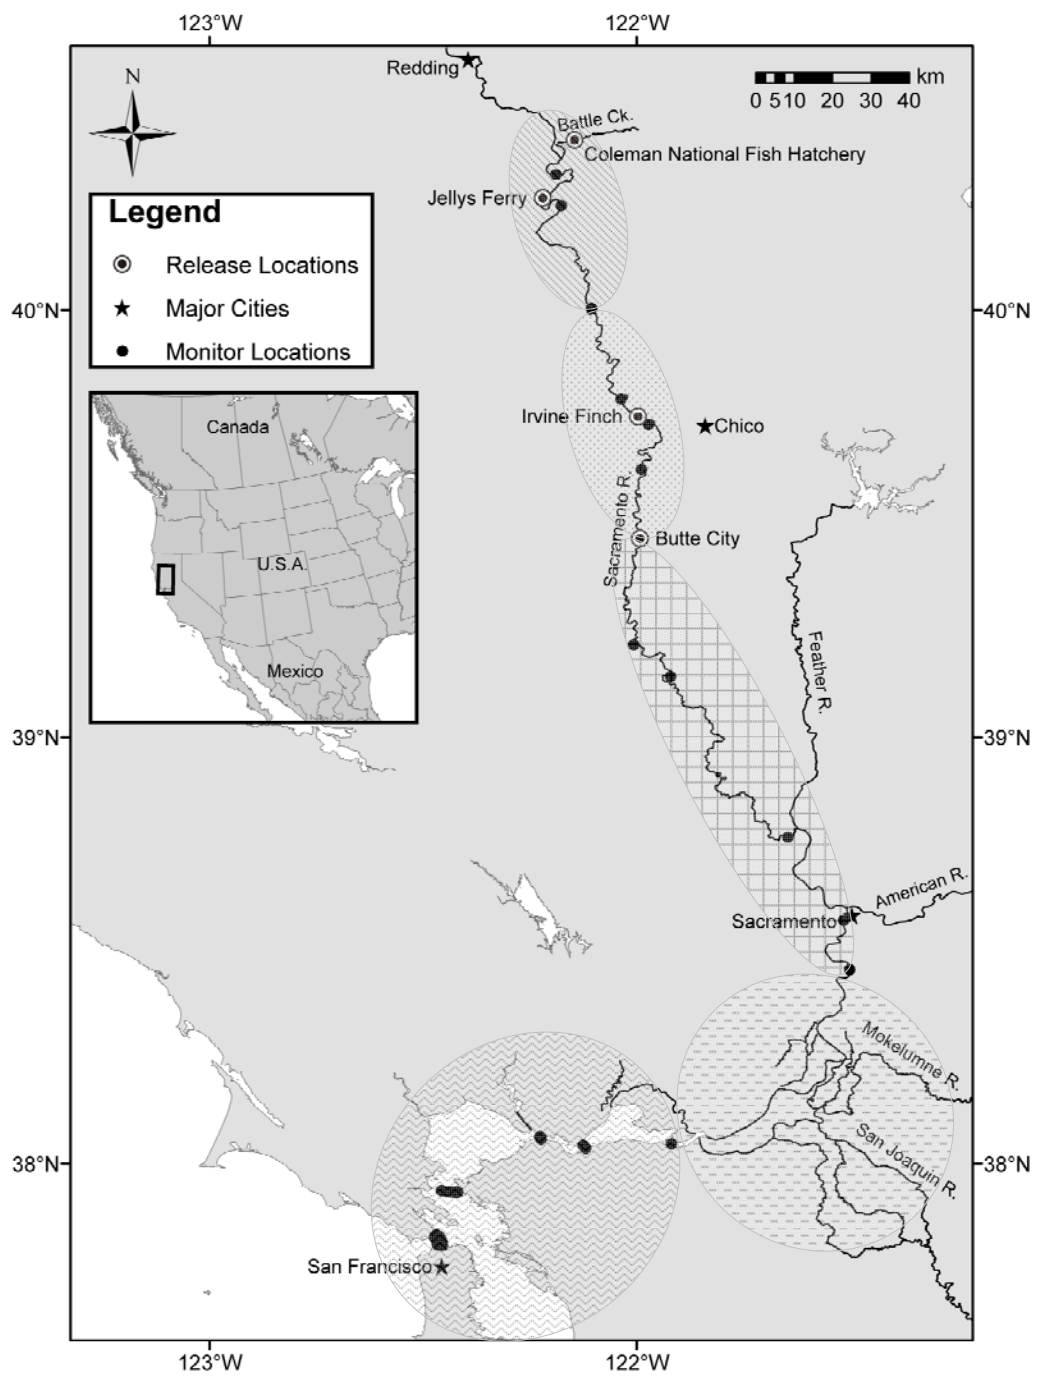 123°W
122°W
Redding
km
0 5 10 20 30 40
N
Battle Ck.
Coleman National Fish Hatchery
Jellys Ferry
Legend
Release Locations
Major Cities
Monitor Locations
40°N
40°N
Irvine Finch
Chico
Canada
U.S.A.
Mexico
Sacramento R.
Butte City
Feather R.
39°N
39°N
American R.
Sacramento
Mokelumne R.
San Joaquin R.
38°N
38°N
San Francisco
123°W
122°W